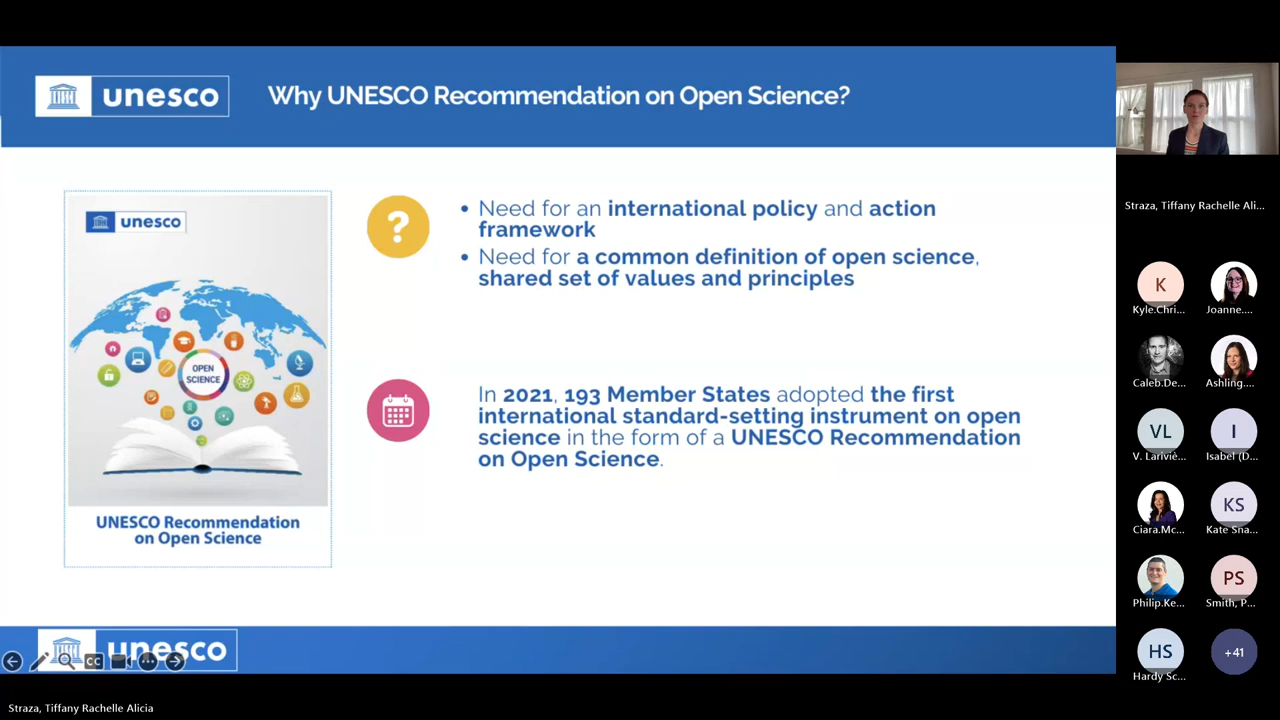 unesco
Why UNESCO Recommendation on Open Science?
unesco
OPEN
SCIENCE
UNESCO Recommendation
on Open Science
?
• Need for an international policy and action
framework
• Need for a common definition of open science,
shared set of values and principles
In 2021, 193 Member States adopted the first
international standard-setting instrument on open
science in the form of a UNESCO Recommendation
on Open Science.
unesco
CC
Straza, Tiffany Rachelle Ali...
K
Kyle.Chri...
Joanne....
Caleb.De...
Ashling....
VL
V. Lariviè...
I
Isabel (D...
Ciara.Mc...
KS
Kate Sna...
Philip.Ke...
PS
Smith, P...
HS
Hardy Sc...
+41
Straza, Tiffany Rachelle Alicia